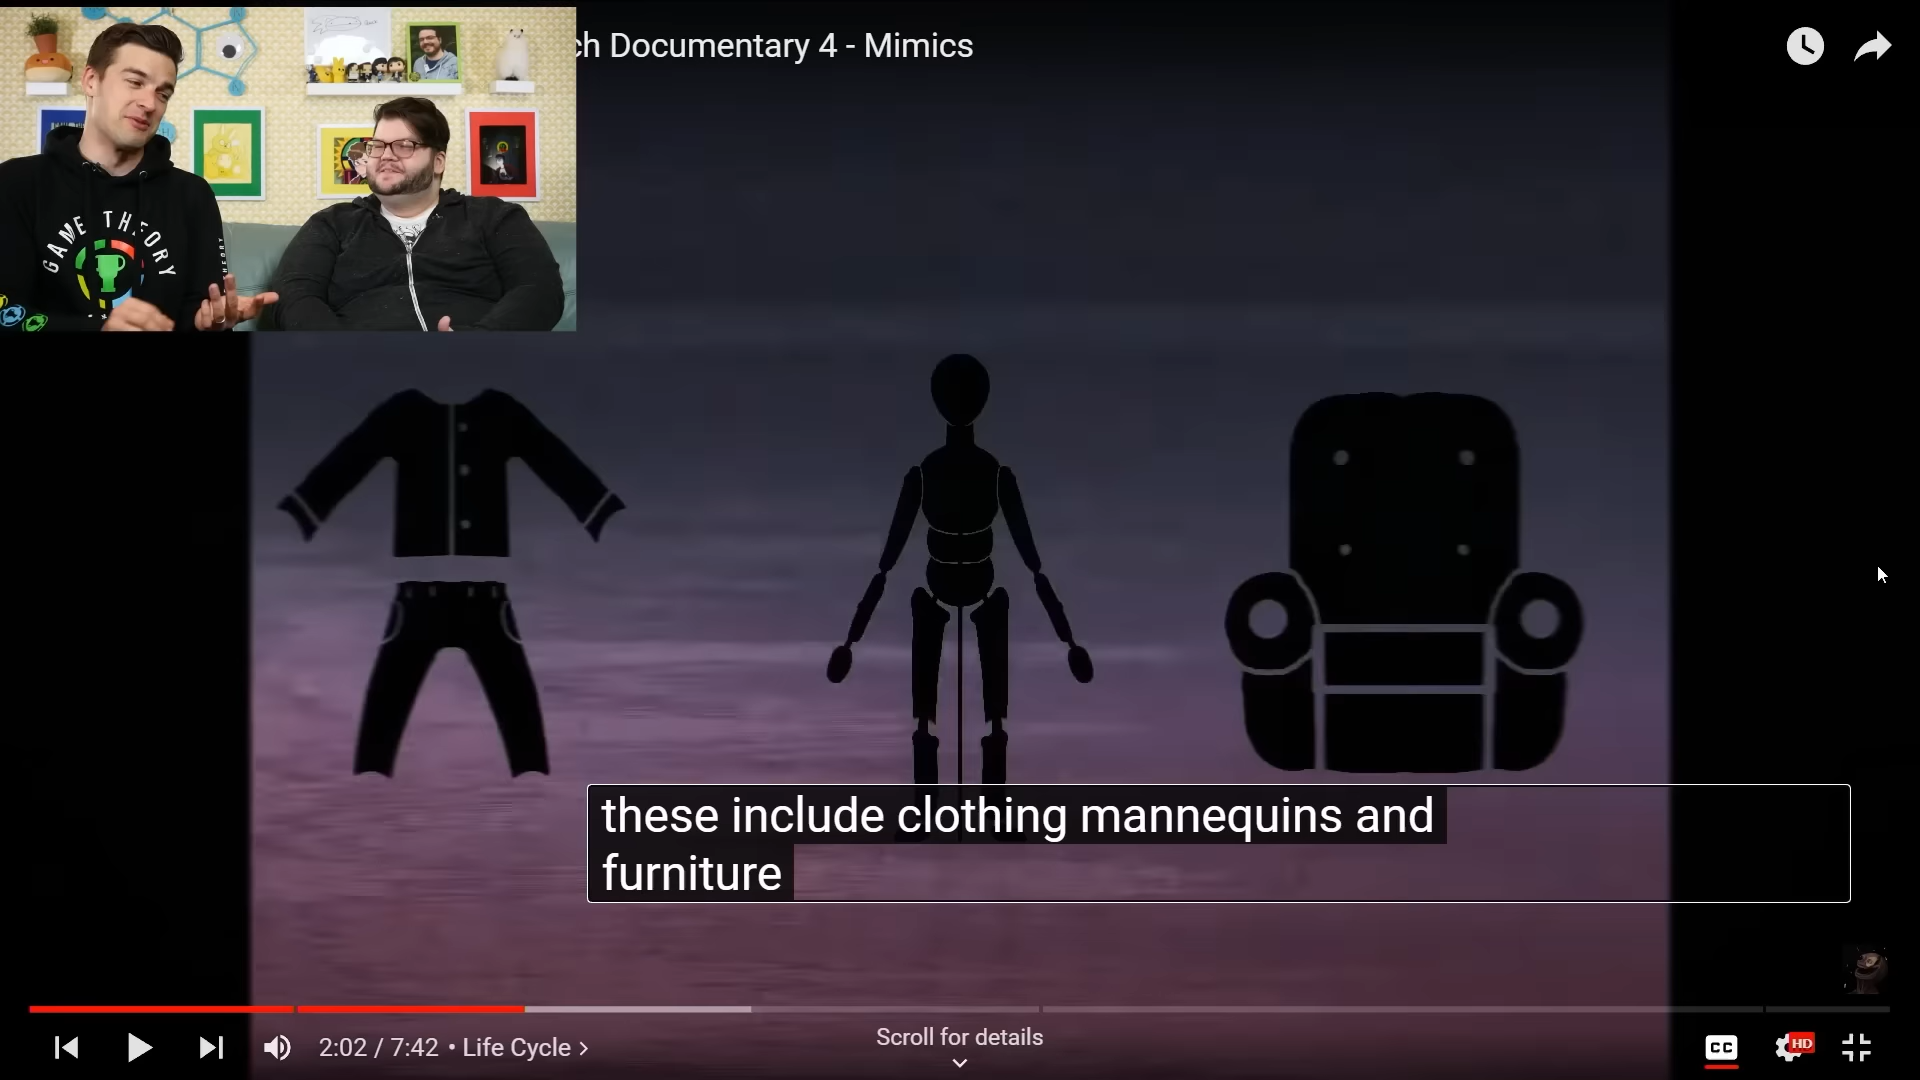 ch Documentary 4 - Mimics
GAME THEORY
these include clothing mannequins and
furniture
2:02 / 7:42 • Life Cycle ›
Scroll for details
CC
HD